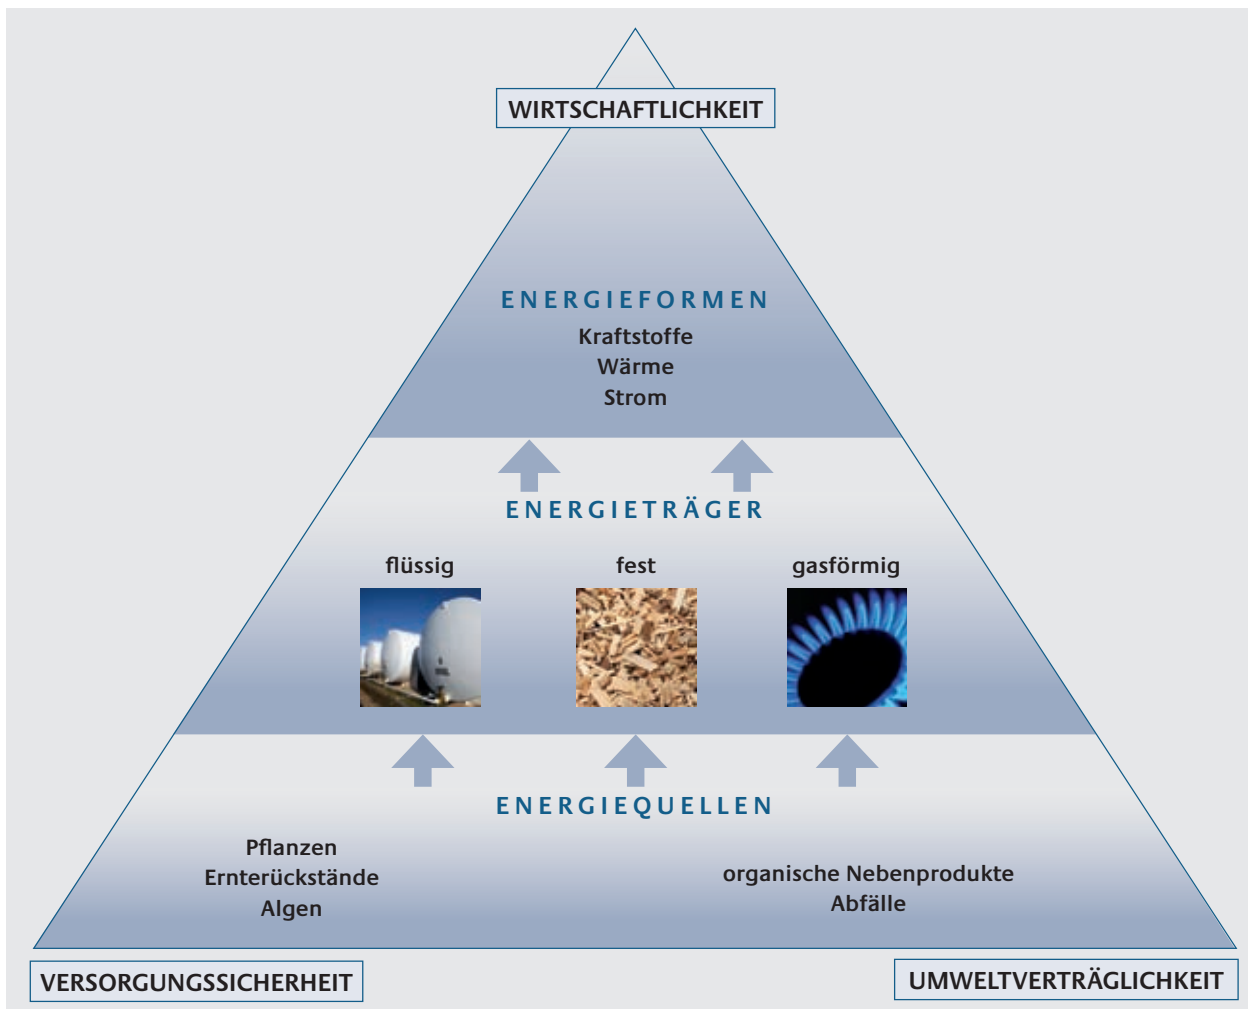 WIRTSCHAFTLICHKEIT
ENERGIEFORMEN
Kraftstoffe
Wärme
Strom
ENERGIETRÄGER
flüssig
fest
gasförmig
ENERGIEQUELLEN
Pflanzen
Ernterückstände
Algen
organische Nebenprodukte
Abfälle
VERSORGUNGSSICHERHEIT
UMWELTVERTRÄGLICHKEIT